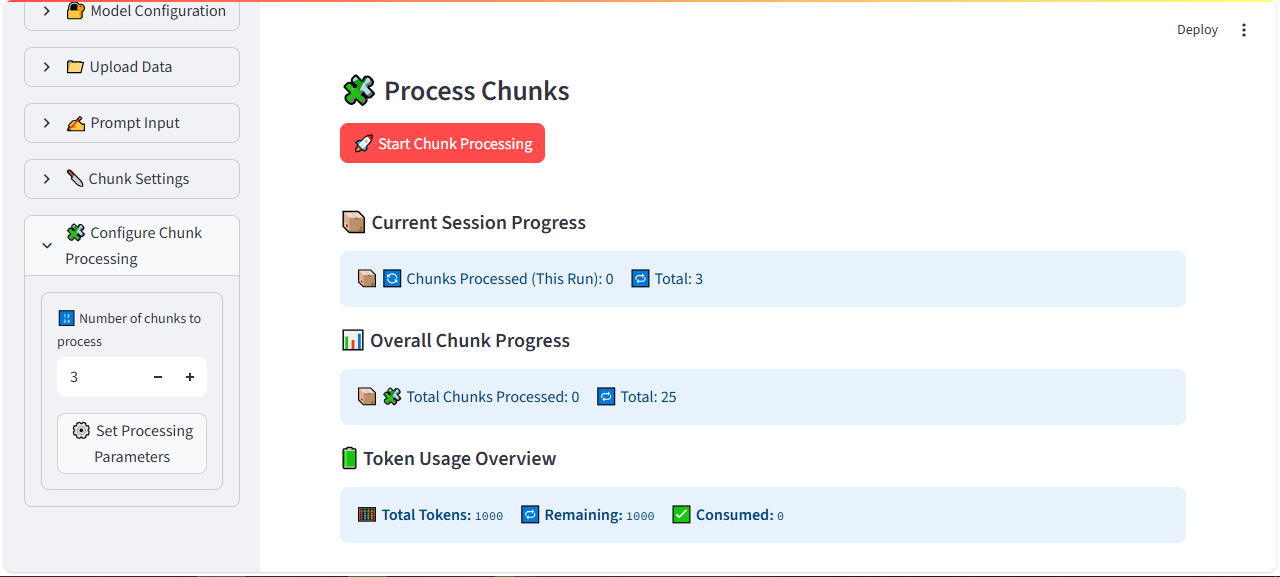 Model Configuration
Upload Data
Prompt Input
Chunk Settings
Configure Chunk
Processing
Number of chunks to
process
3 − +
Set Processing
Parameters
Deploy
Process Chunks
Start Chunk Processing
Current Session Progress
Chunks Processed (This Run): 0 Total: 3
Overall Chunk Progress
Total Chunks Processed: 0 Total: 25
Token Usage Overview
Total Tokens: 1000 Remaining: 1000 Consumed: 0